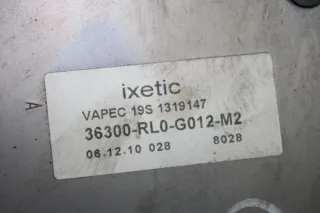 ixetic
VAPEC 19S 1319147
36300-RL0-G012-M2
06.12.10 028 8028
A